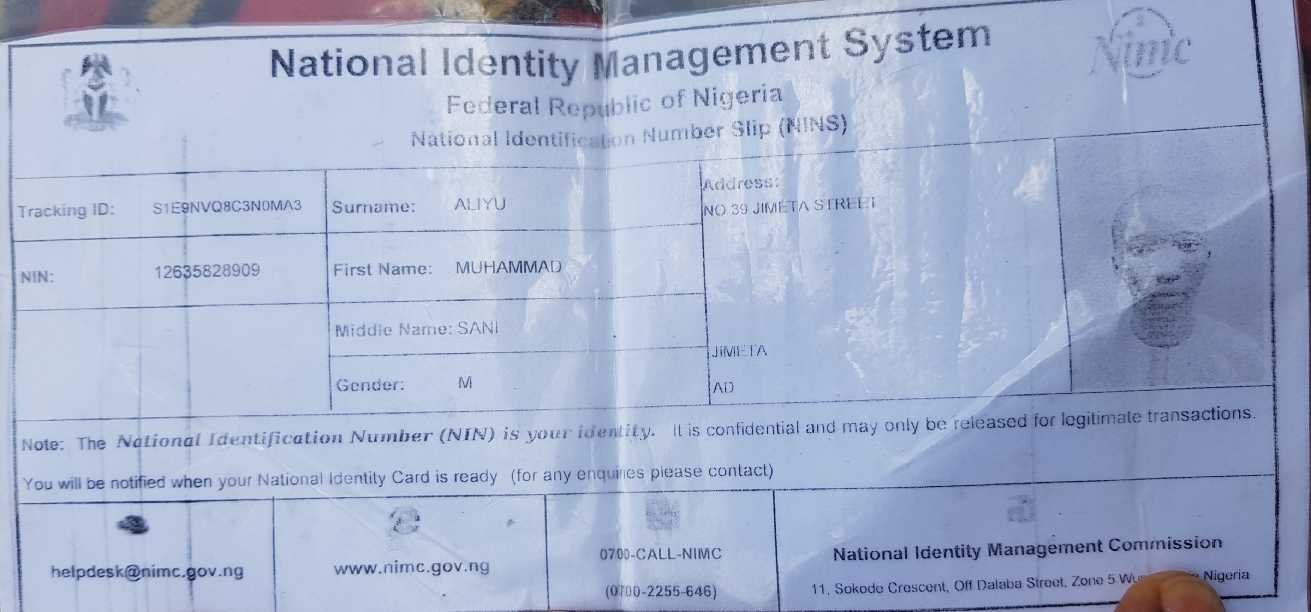 National Identity Management System
Federal Republic of Nigeria
National Identification Number Slip (NINS)
Nimc
Tracking ID: S1E9NVQ8C3N0MA3
Surname: ALIYU
Address:
NO 39 JIMETA STREET
NIN: 12635828909
First Name: MUHAMMAD
Middle Name: SANI
JIMETA
Gender: M
AD
Note: The National Identification Number (NIN) is your identity. It is confidential and may only be released for legitimate transactions.
You will be notified when your National Identity Card is ready (for any enquiries please contact)
helpdesk@nimc.gov.ng
www.nimc.gov.ng
0700-CALL-NIMC
(0700-2255-646)
National Identity Management Commission
11, Sokode Crescent, Off Dalaba Street, Zone 5 Nigeria